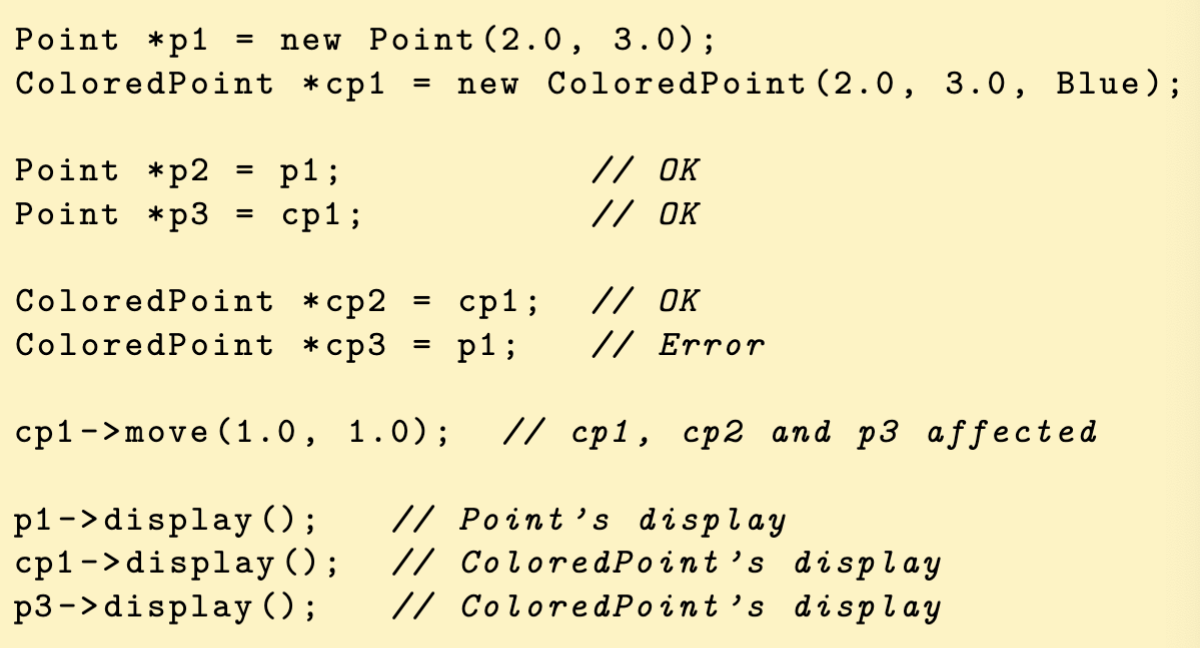 Point *p1 = new Point(2.0, 3.0);
ColoredPoint *cp1 = new ColoredPoint(2.0, 3.0, Blue);
Point *p2 = p1; // OK
Point *p3 = cp1; // OK
ColoredPoint *cp2 = cp1; // OK
ColoredPoint *cp3 = p1; // Error
cp1->move(1.0, 1.0); // cp1, cp2 and p3 affected
p1->display(); // Point's display
cp1->display(); // ColoredPoint's display
p3->display(); // ColoredPoint's display